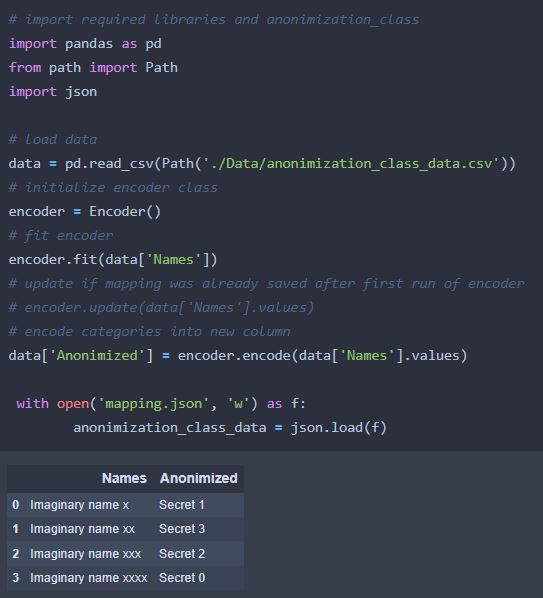 # import required libraries and anonimization_class
import pandas as pd
from path import Path
import json

# load data
data = pd.read_csv(Path('./Data/anonimization_class_data.csv'))
# initialize encoder class
encoder = Encoder()
# fit encoder
encoder.fit(data['Names'])
# update if mapping was already saved after first run of encoder
# encoder.update(data['Names'].values)
# encode categories into new column
data['Anonimized'] = encoder.encode(data['Names'].values)

 with open('mapping.json', 'w') as f:
        anonimization_class_data = json.load(f)

Names Anonimized
0 Imaginary name x Secret 1
1 Imaginary name xx Secret 3
2 Imaginary name xxx Secret 2
3 Imaginary name xxxx Secret 0